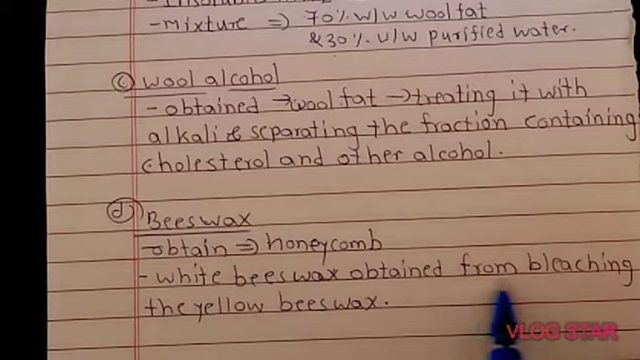 -mixture ⇒ 70% w/w wool fat
& 30% w/w purified water.
ⓒ wool alcohol
- obtained → wool fat → treating it with
alkali & separating the fraction containing
cholesterol and other alcohol.
ⓓ Beeswax
-obtain ⇒ honeycomb
- white beeswax obtained from bleaching
the yellow beeswax.
VLOG STAR